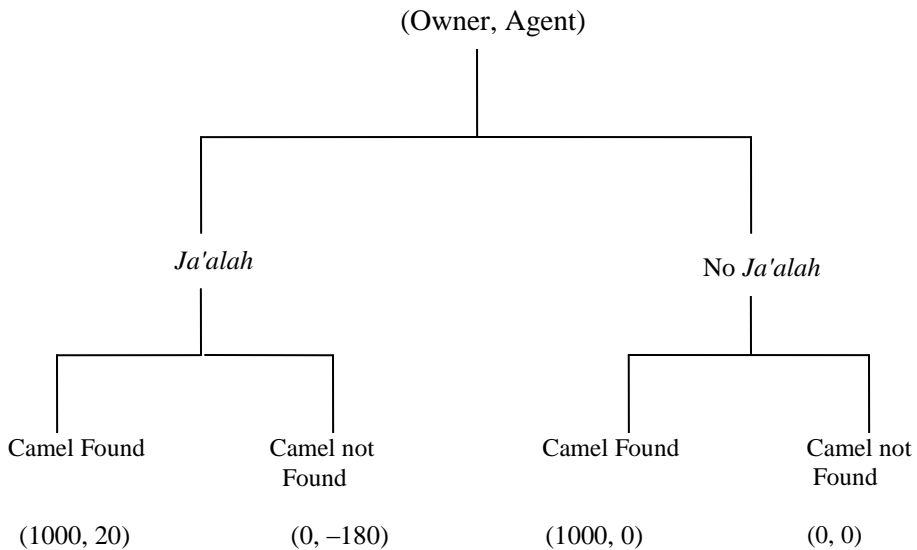 (Owner, Agent)
Ja'alah
No Ja'alah
Camel Found
Camel not
Found
Camel Found
Camel not
Found
(1000, 20)
(0, –180)
(1000, 0)
(0, 0)